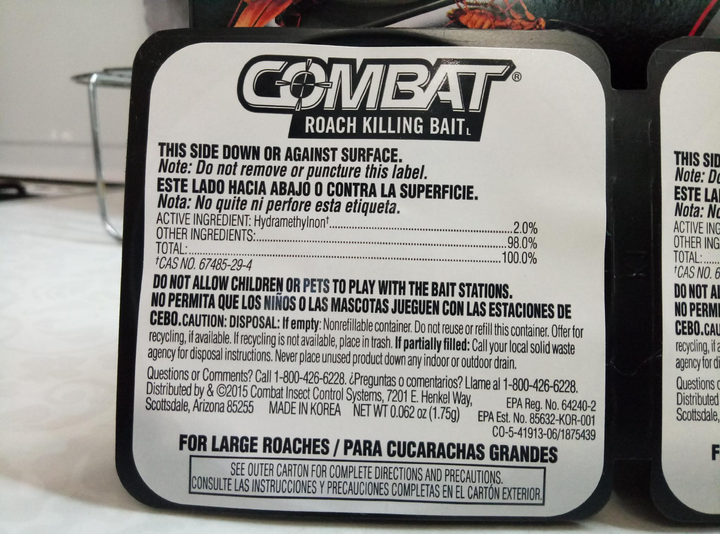 COMBAT®
ROACH KILLING BAIT L
THIS SIDE DOWN OR AGAINST SURFACE.
Note: Do not remove or puncture this label.
ESTE LADO HACIA ABAJO O CONTRA LA SUPERFICIE.
Nota: No quite ni perfore esta etiqueta.
ACTIVE INGREDIENT: Hydramethylnon†..........2.0%
OTHER INGREDIENTS:..........98.0%
TOTAL:..........100.0%
†CAS NO. 67485-29-4
DO NOT ALLOW CHILDREN OR PETS TO PLAY WITH THE BAIT STATIONS.
NO PERMITA QUE LOS NIÑOS O LAS MASCOTAS JUEGUEN CON LAS ESTACIONES DE
CEBO. CAUTION: DISPOSAL: If empty: Nonrefillable container. Do not reuse or refill this container. Offer for
recycling, if available. If recycling is not available, place in trash. If partially filled: Call your local solid waste
agency for disposal instructions. Never place unused product down any indoor or outdoor drain.
Questions or Comments? Call 1-800-426-6228. ¿Preguntas o comentarios? Llame al 1-800-426-6228.
Distributed by & ©2015 Combat Insect Control Systems, 7201 E. Henkel Way,
Scottsdale, Arizona 85255 MADE IN KOREA NET WT 0.062 oz (1.75g)
EPA Reg. No. 64240-2
EPA Est. No. 85632-KOR-001
CO-5-41913-06/1875439
FOR LARGE ROACHES / PARA CUCARACHAS GRANDES
SEE OUTER CARTON FOR COMPLETE DIRECTIONS AND PRECAUTIONS.
CONSULTE LAS INSTRUCCIONES Y PRECAUCIONES COMPLETAS EN EL CARTÓN EXTERIOR.
THIS SID
Note: Do
ESTE LA
Nota: No
ACTIVE ING
OTHER ING
TOTAL:
†CAS NO. 6
DO NOT AL
NO PERM
CEBO. CAU
recycling, if a
agency for di
Questions o
Distributed
Scottsdale,
F